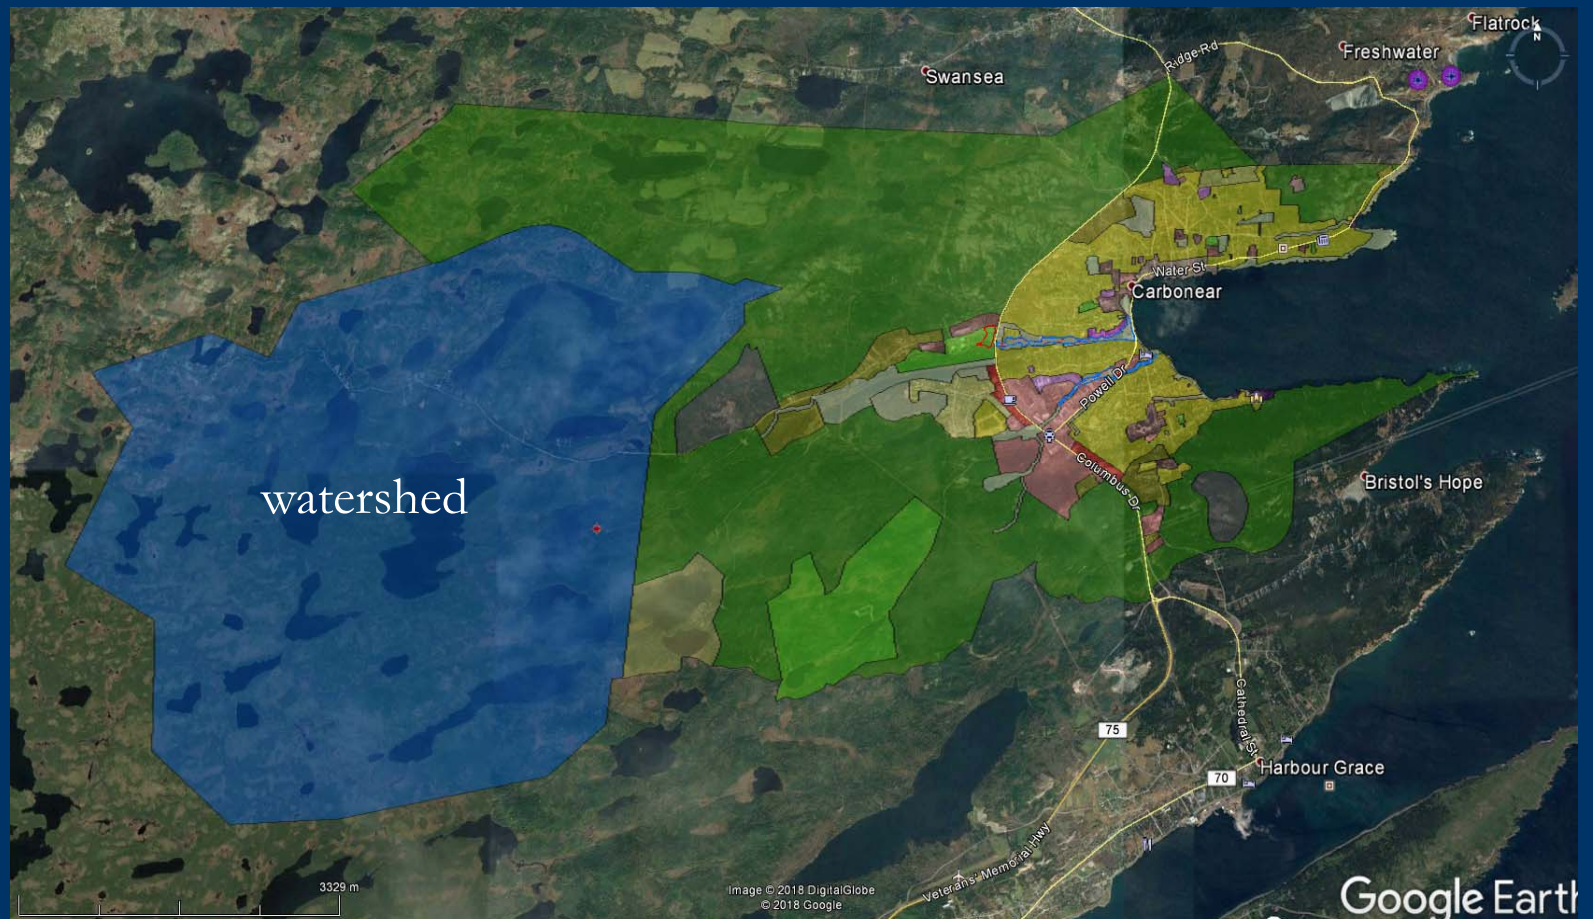 Flatrock
N
Ridge Rd
Freshwater
Swansea
Water St
Carbonear
Powell Dr
Columbus Dr
Bristol's Hope
watershed
75
Cathedral St
70
Harbour Grace
Veterans' Memorial Hwy
3329 m
Image © 2018 DigitalGlobe
© 2018 Google
Google Earth